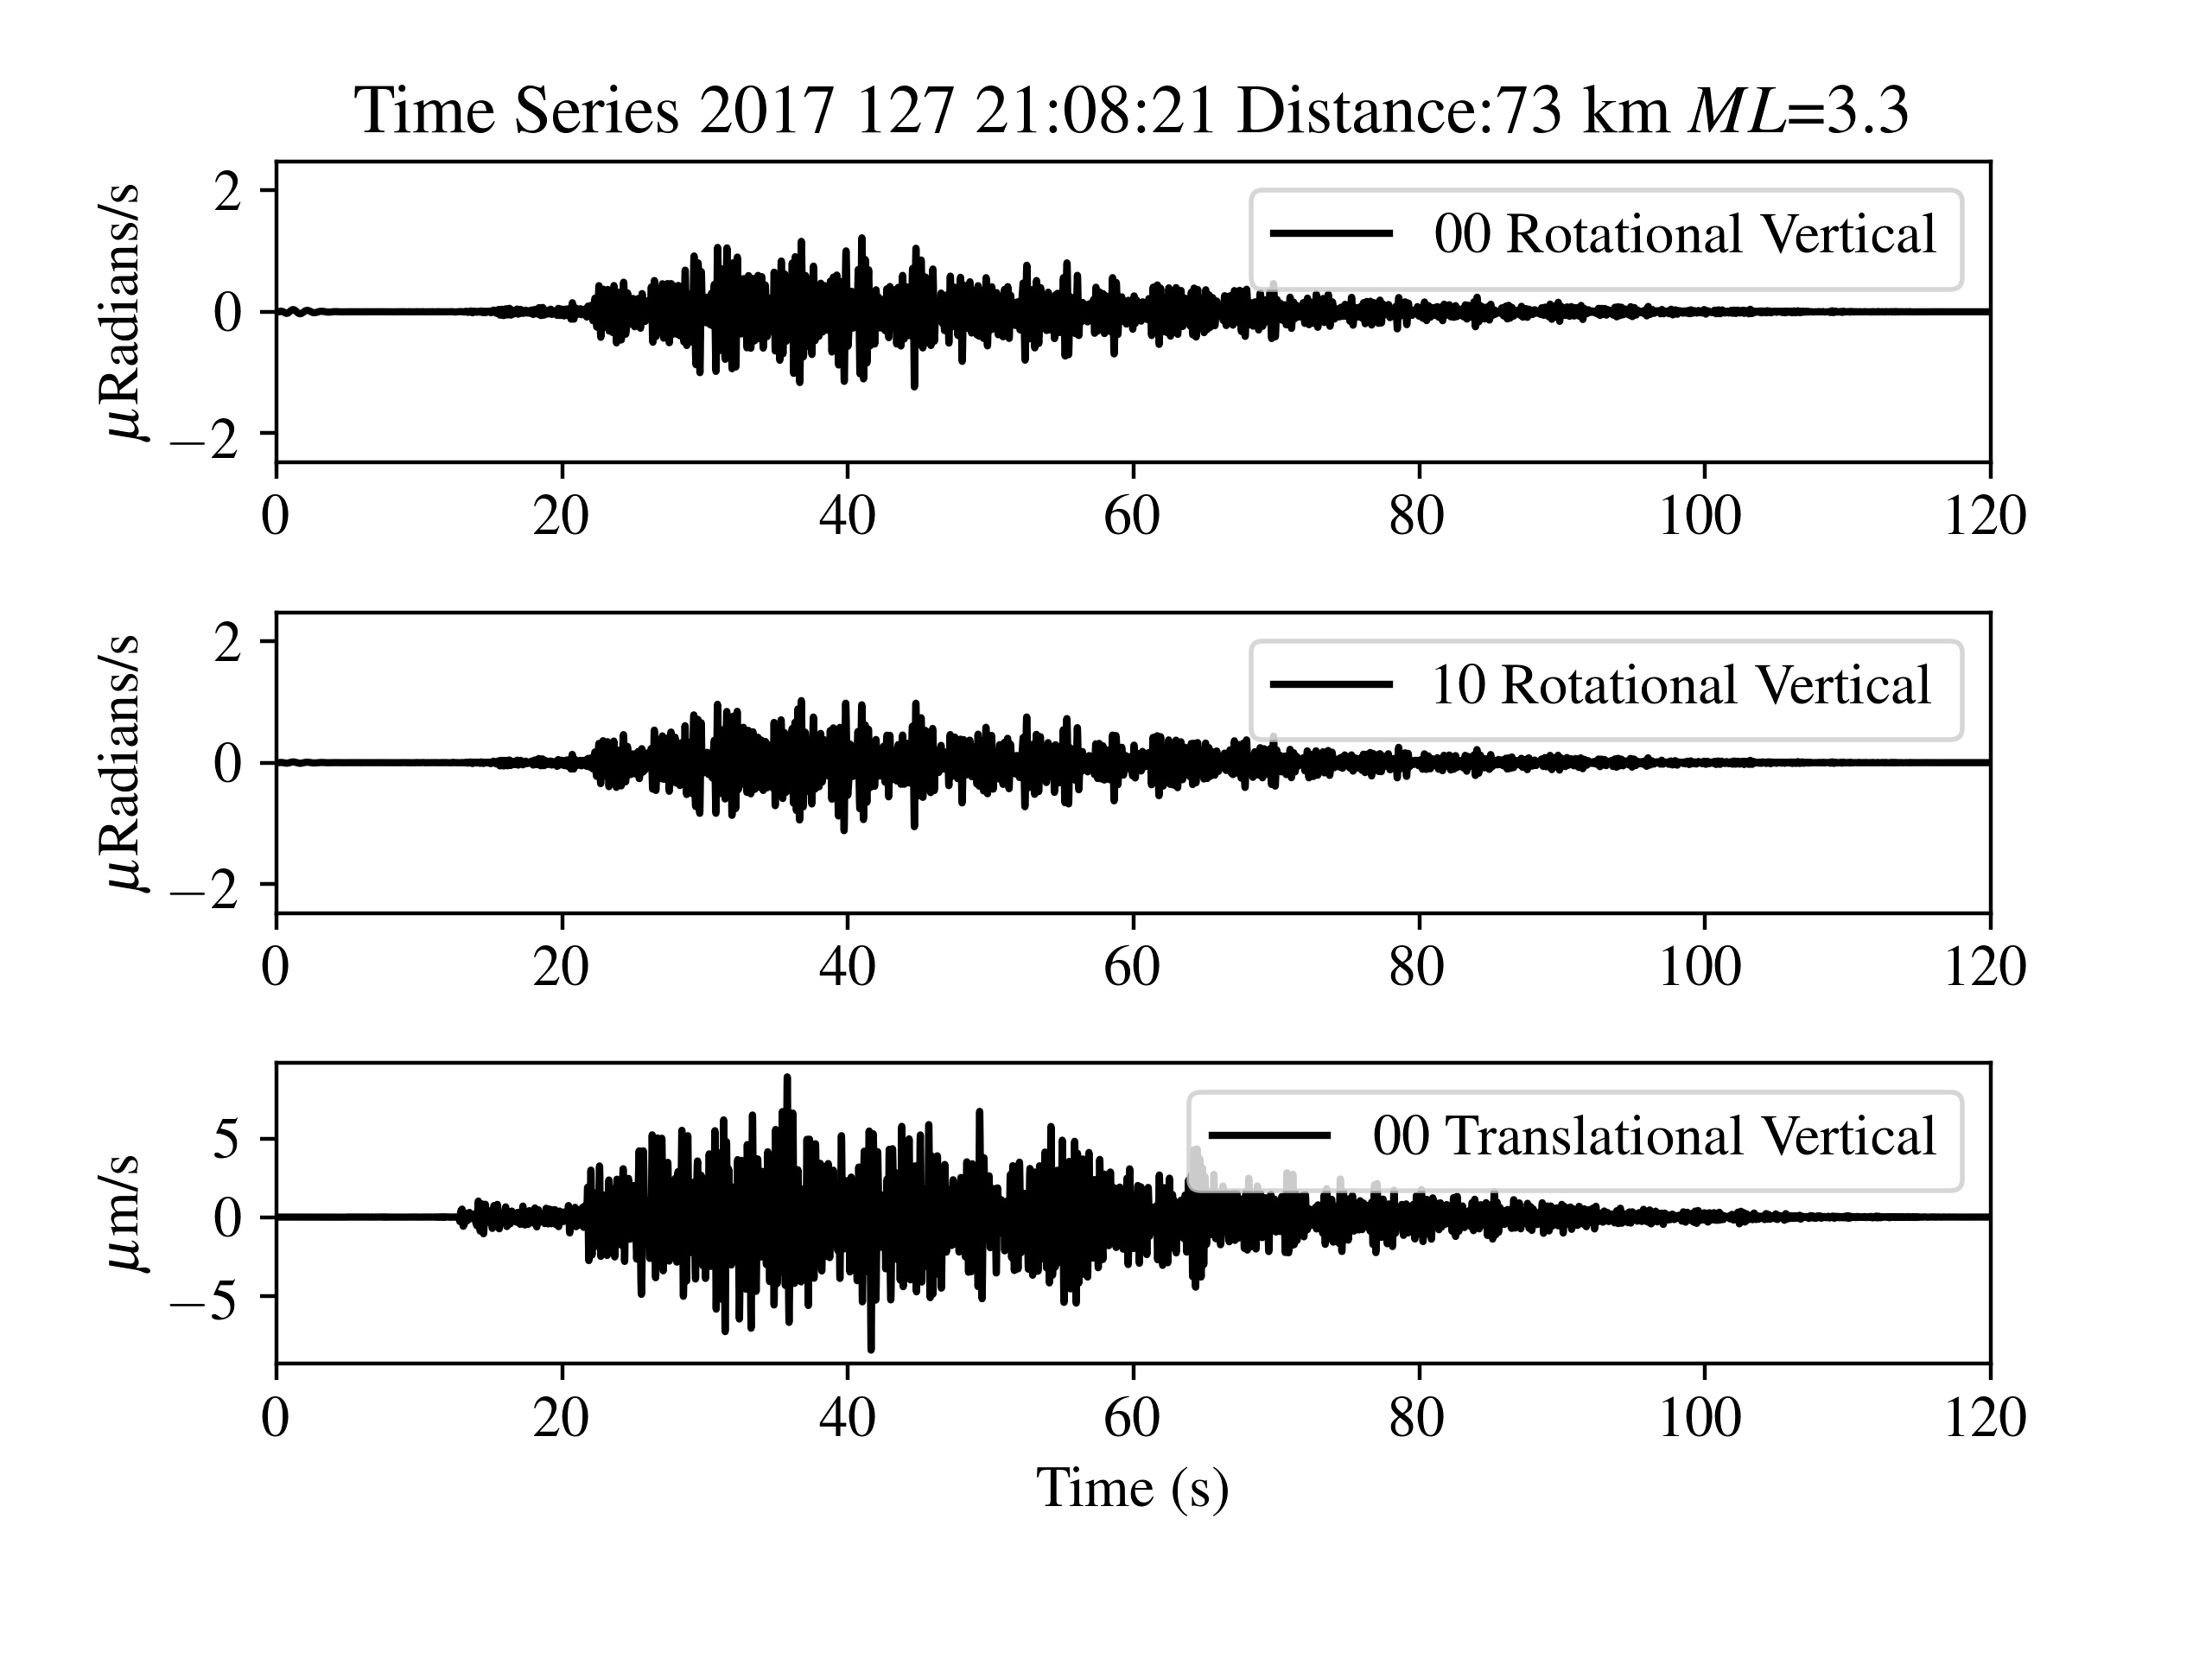 Time Series 2017 127 21:08:21 Distance:73 km ML=3.3
μRadians/s
2
0
−2
00 Rotational Vertical
0 20 40 60 80 100 120
μRadians/s
2
0
−2
10 Rotational Vertical
0 20 40 60 80 100 120
μm/s
5
0
−5
00 Translational Vertical
0 20 40 60 80 100 120
Time (s)